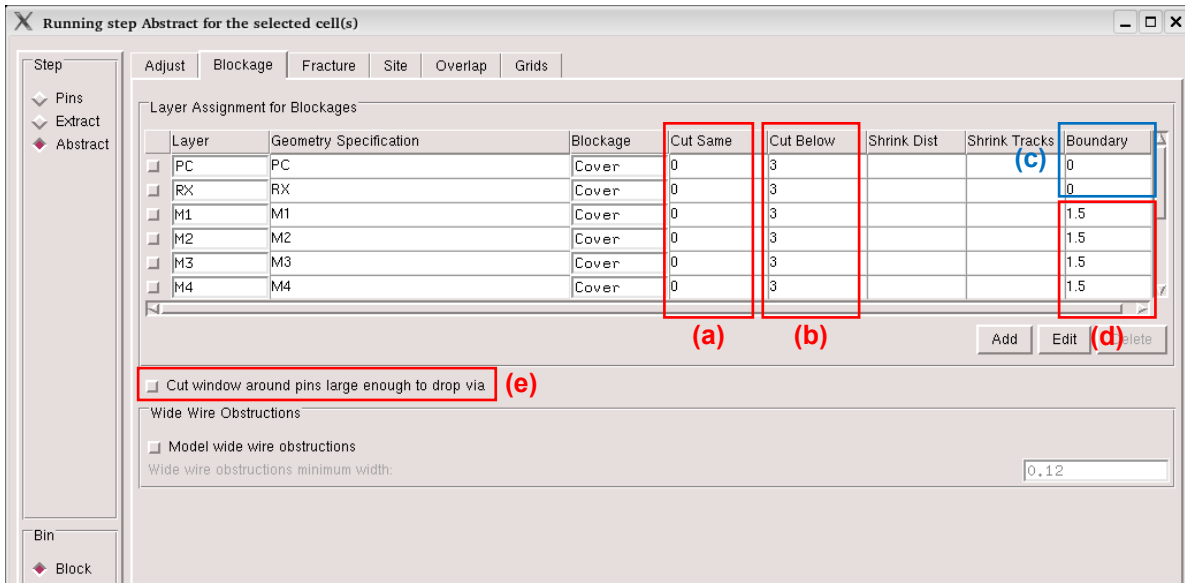 Running step Abstract for the selected cell(s)
Step
Pins
Extract
Abstract
Adjust Blockage Fracture Site Overlap Grids
Layer Assignment for Blockages
Layer Geometry Specification Blockage Cut Same Cut Below Shrink Dist Shrink Tracks Boundary
(c)
PC PC Cover 0 3 0
RX RX Cover 0 3 0
M1 M1 Cover 0 3 1.5
M2 M2 Cover 0 3 1.5
M3 M3 Cover 0 3 1.5
M4 M4 Cover 0 3 1.5
(a) (b) (d)
Add Edit Delete
Cut window around pins large enough to drop via (e)
Wide Wire Obstructions
Model wide wire obstructions
Wide wire obstructions minimum width: 0.12
Bin
Block